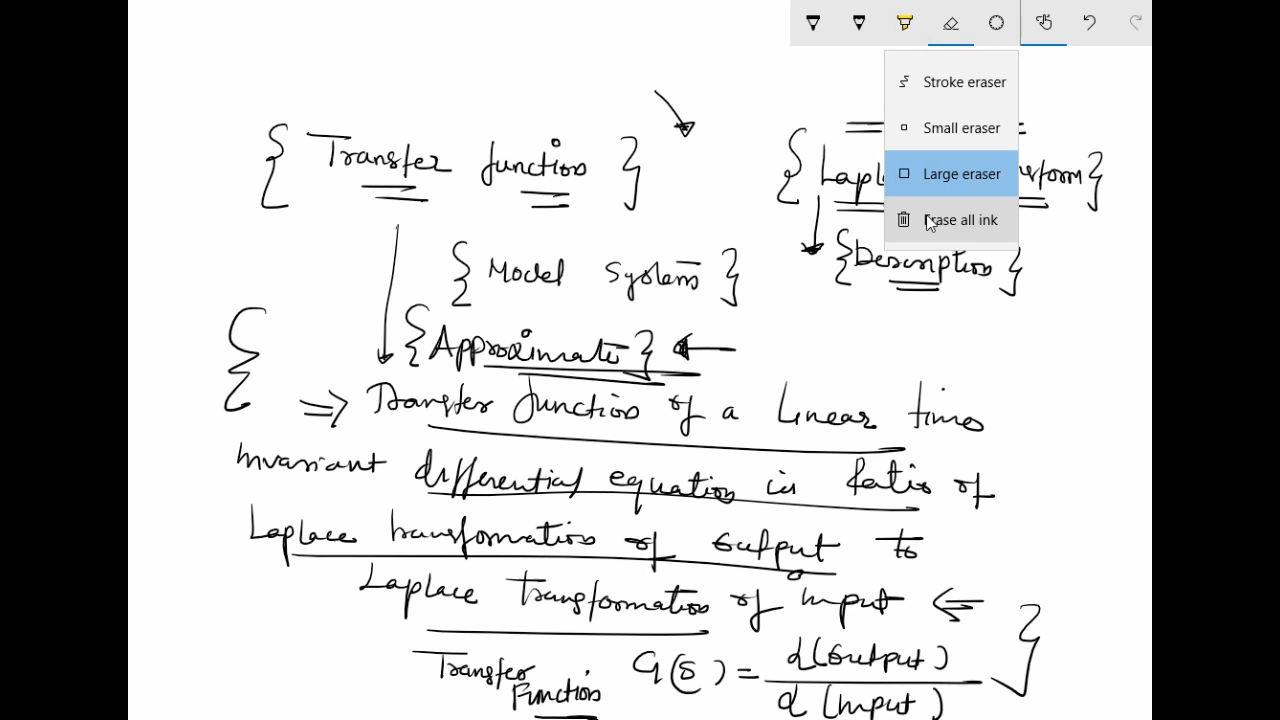 Stroke eraser
Small eraser
Large eraser
Erase all ink
{ Transfer function }
{ Lapl sform }
{ Model System }
{ Description }
{ Approximate }
⇒ Transfer function of a Linear time
invariant differential equation is Ratio of
Laplace transformation of output to
Laplace Transformation of input ⇐
Transfer Function G(s) = L(output) / L(Input)